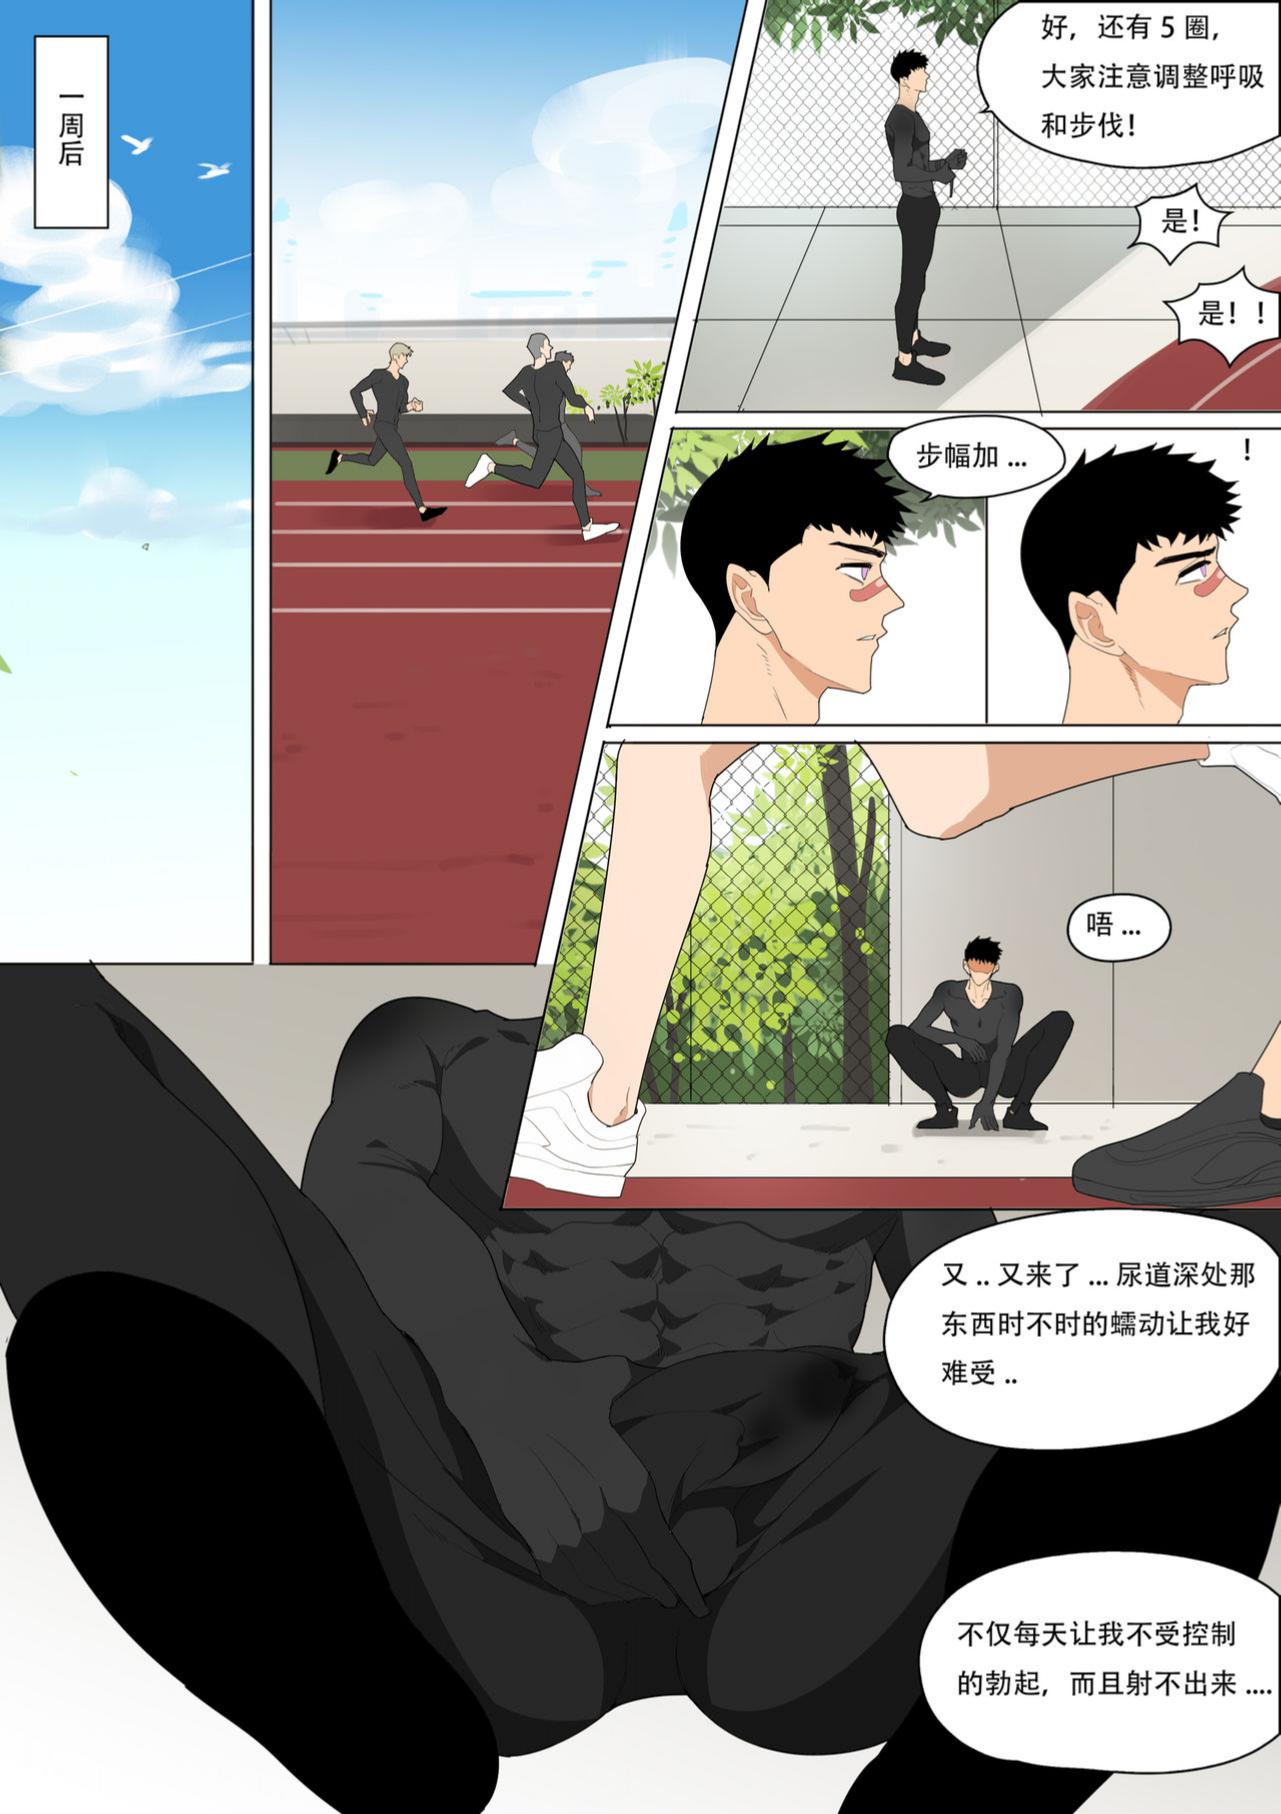 一周后
好，还有 5 圈，
大家注意调整呼吸
和步伐！
是！
是！！
步幅加 ...
！
唔 ...
又 .. 又来了 ... 尿道深处那
东西时不时的蠕动让我好
难受 ..
不仅每天让我不受控制
的勃起，而且射不出来 ....